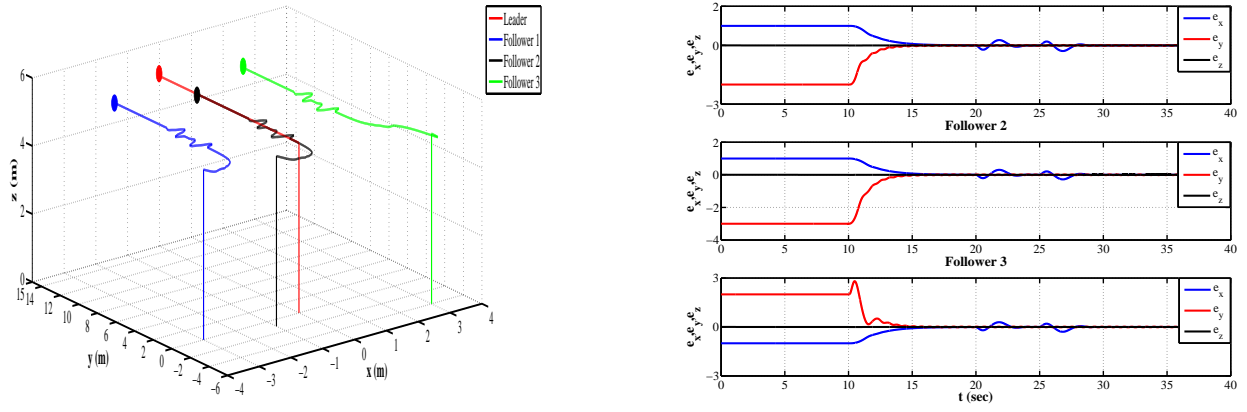 Leader
Follower 1
Follower 2
Follower 3
6
4
2
0
z (m)
15
14
12
10
8
6
4
2
0
−2
−4
−6
y (m)
−4
−3
−2
−1
0
1
2
3
4
x (m)
2
0
−3
e_x,e_y,e_z
0 5 10 15 20 25 30 35 40
e_x
e_y
e_z
Follower 2
2
0
−2
−4
e_x,e_y,e_z
0 5 10 15 20 25 30 35 40
e_x
e_y
e_z
Follower 3
3
0
−3
e_x,e_y,e_z
0 5 10 15 20 25 30 35 40
e_x
e_y
e_z
t (sec)